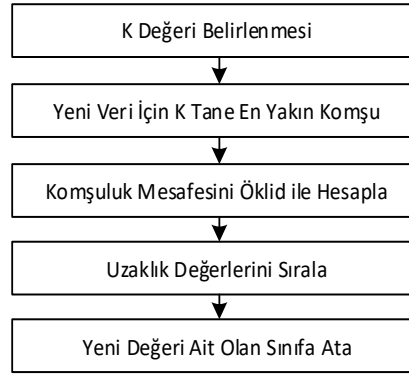 K Değeri Belirlenmesi
Yeni Veri İçin K Tane En Yakın Komşu
Komşuluk Mesafesini Öklid ile Hesapla
Uzaklık Değerlerini Sırala
Yeni Değeri Ait Olan Sınıfa Ata